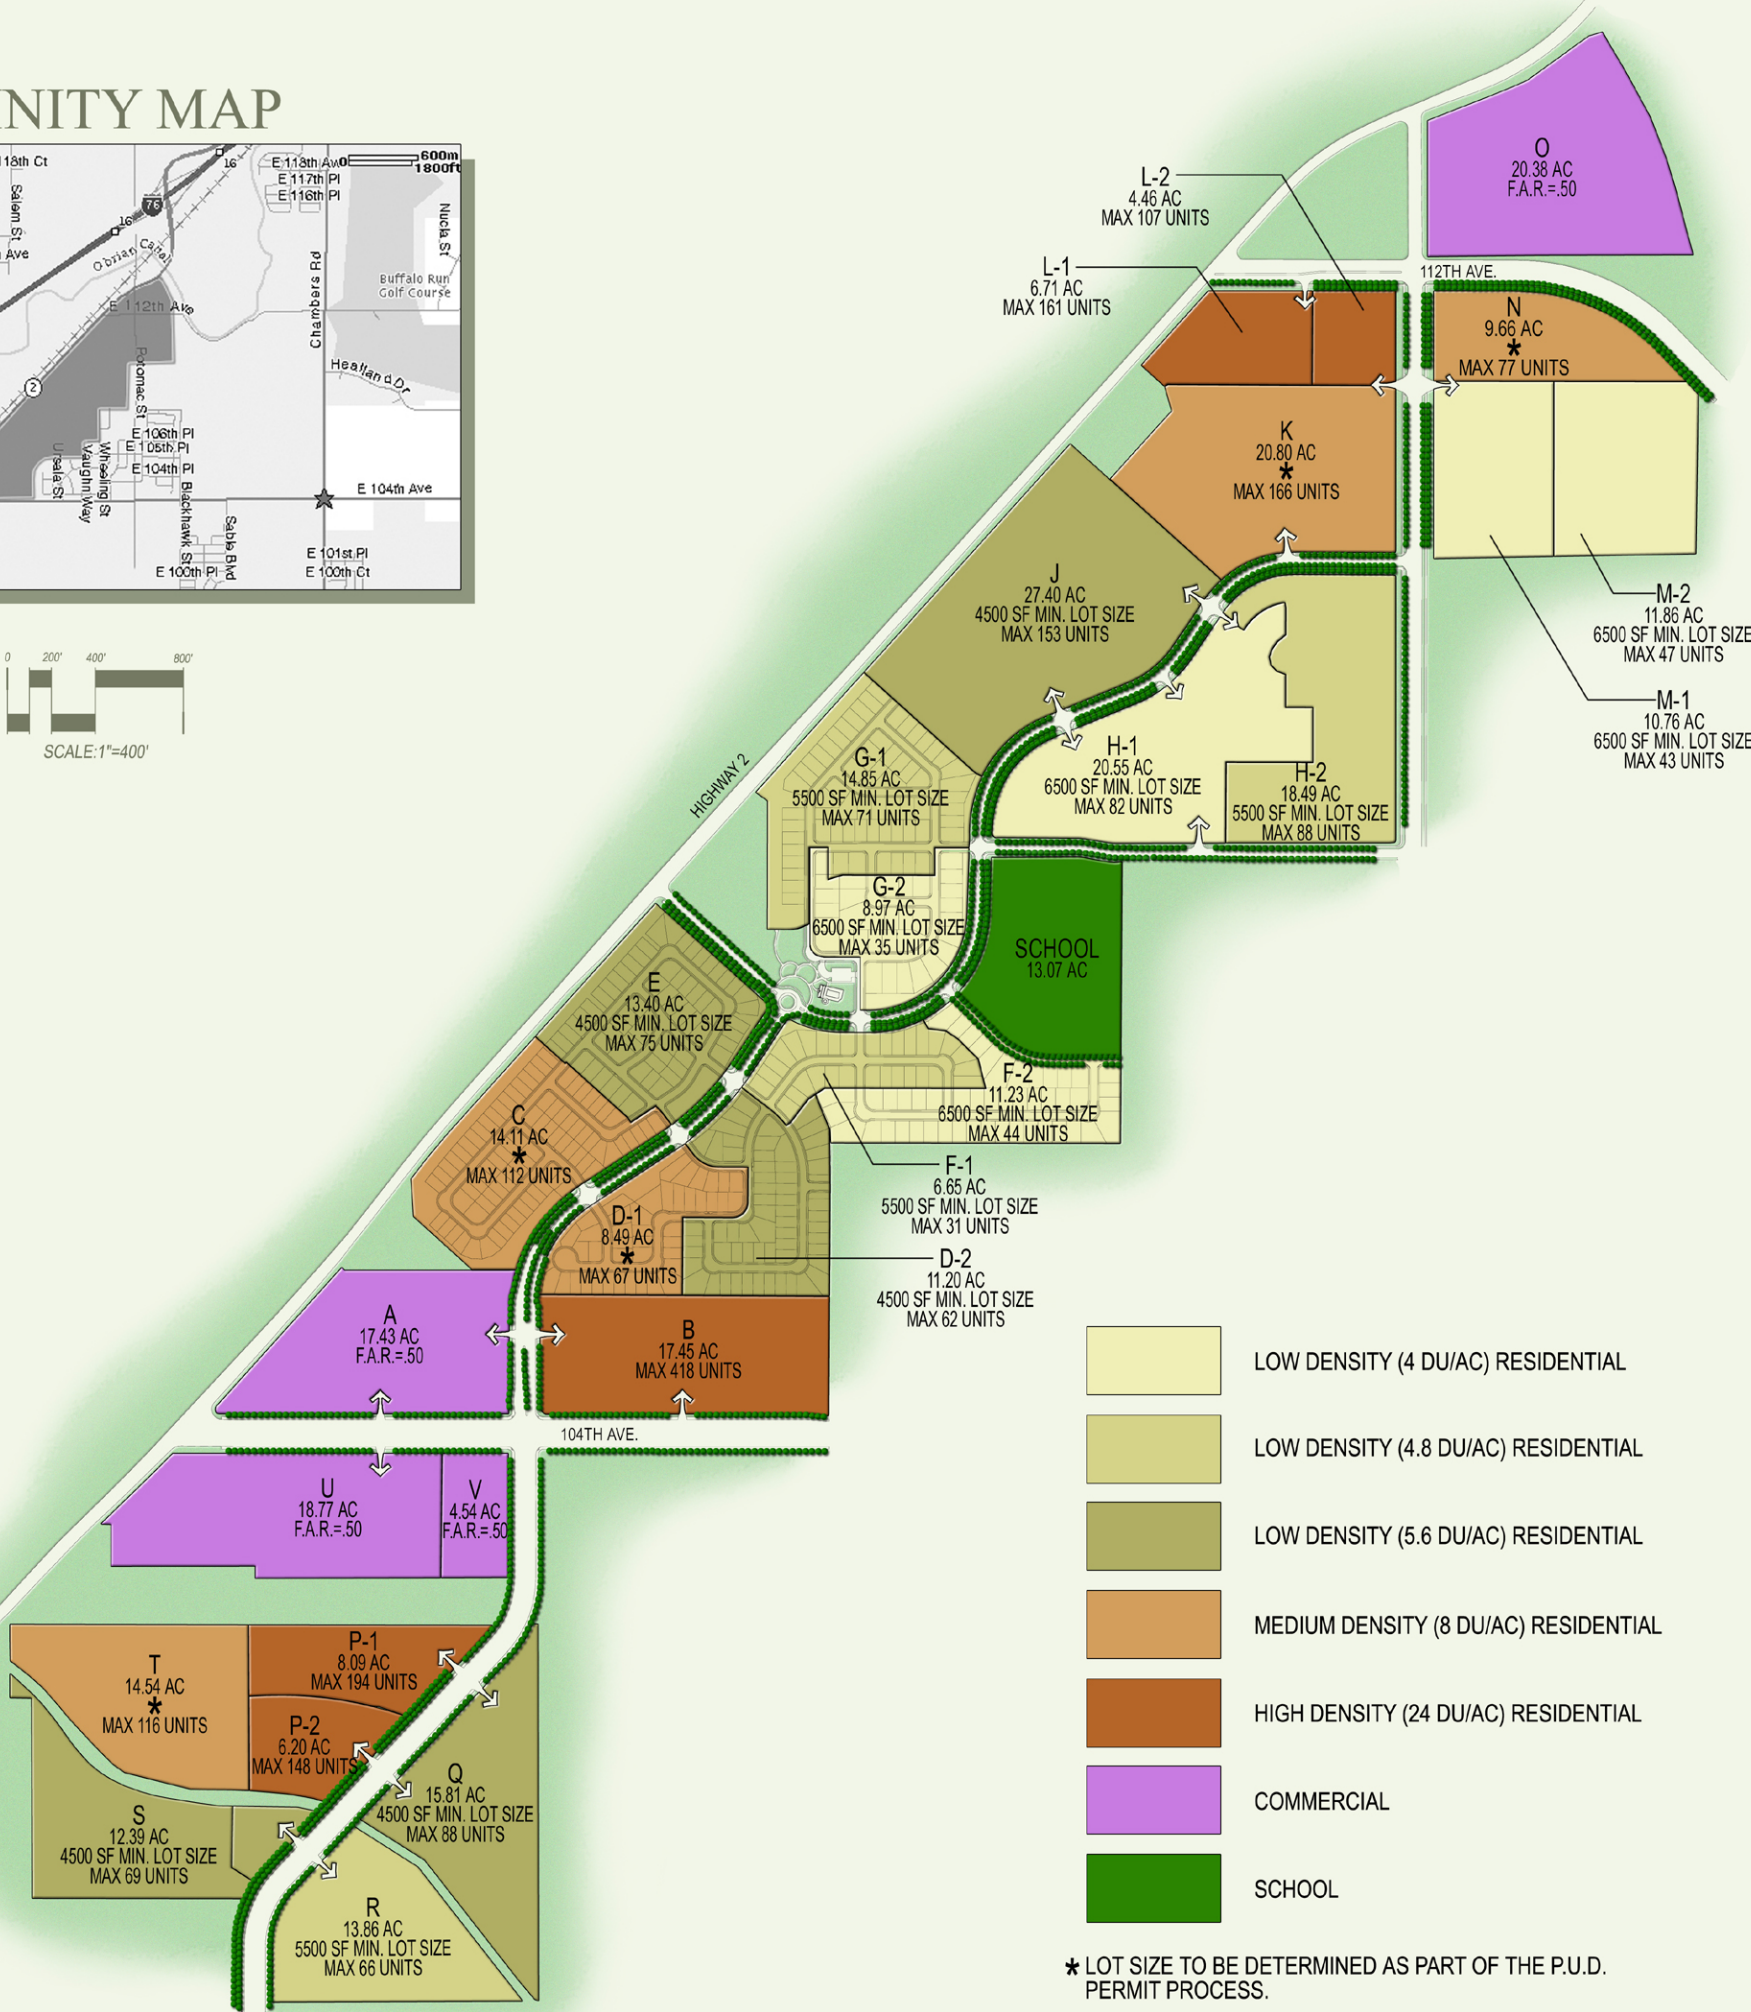 NITY MAP
18th Ct
Salem St
Ave
16
76
16
Obrian Canal
E 118th Av
0
600m
1800ft
E 117th Pl
E 116th Pl
Nucla St
Chambers Rd
Buffalo Run
Golf Course
E 112th Ave
Potomac St
2
Heatland Dr
E 106th Pl
E 105th Pl
E 104th Pl
Ursala St
Vaughn Way
Wheeling St
Blackhawk St
Sable Blvd
E 104th Ave
E 101st Pl
E 100th Pl
E 100th Ct
0 200' 400' 800'
SCALE:1"=400'
O
20.38 AC
F.A.R.=.50
L-2
4.46 AC
MAX 107 UNITS
L-1
6.71 AC
MAX 161 UNITS
112TH AVE.
N
9.66 AC
*
MAX 77 UNITS
K
20.80 AC
*
MAX 166 UNITS
J
27.40 AC
4500 SF MIN. LOT SIZE
MAX 153 UNITS
M-2
11.86 AC
6500 SF MIN. LOT SIZE
MAX 47 UNITS
M-1
10.76 AC
6500 SF MIN. LOT SIZE
MAX 43 UNITS
HIGHWAY 2
G-1
14.85 AC
5500 SF MIN. LOT SIZE
MAX 71 UNITS
H-1
20.55 AC
6500 SF MIN. LOT SIZE
MAX 82 UNITS
H-2
18.49 AC
5500 SF MIN. LOT SIZE
MAX 88 UNITS
G-2
8.97 AC
6500 SF MIN. LOT SIZE
MAX 35 UNITS
SCHOOL
13.07 AC
E
13.40 AC
4500 SF MIN. LOT SIZE
MAX 75 UNITS
F-2
11.23 AC
6500 SF MIN. LOT SIZE
MAX 44 UNITS
C
14.11 AC
*
MAX 112 UNITS
F-1
6.65 AC
5500 SF MIN. LOT SIZE
MAX 31 UNITS
D-1
8.49 AC
*
MAX 67 UNITS
D-2
11.20 AC
4500 SF MIN. LOT SIZE
MAX 62 UNITS
A
17.43 AC
F.A.R.=.50
B
17.45 AC
MAX 418 UNITS
104TH AVE.
U
18.77 AC
F.A.R.=.50
V
4.54 AC
F.A.R.=.50
T
14.54 AC
*
MAX 116 UNITS
P-1
8.09 AC
MAX 194 UNITS
P-2
6.20 AC
MAX 148 UNITS
Q
15.81 AC
4500 SF MIN. LOT SIZE
MAX 88 UNITS
S
12.39 AC
4500 SF MIN. LOT SIZE
MAX 69 UNITS
R
13.86 AC
5500 SF MIN. LOT SIZE
MAX 66 UNITS
LOW DENSITY (4 DU/AC) RESIDENTIAL
LOW DENSITY (4.8 DU/AC) RESIDENTIAL
LOW DENSITY (5.6 DU/AC) RESIDENTIAL
MEDIUM DENSITY (8 DU/AC) RESIDENTIAL
HIGH DENSITY (24 DU/AC) RESIDENTIAL
COMMERCIAL
SCHOOL
* LOT SIZE TO BE DETERMINED AS PART OF THE P.U.D.
PERMIT PROCESS.